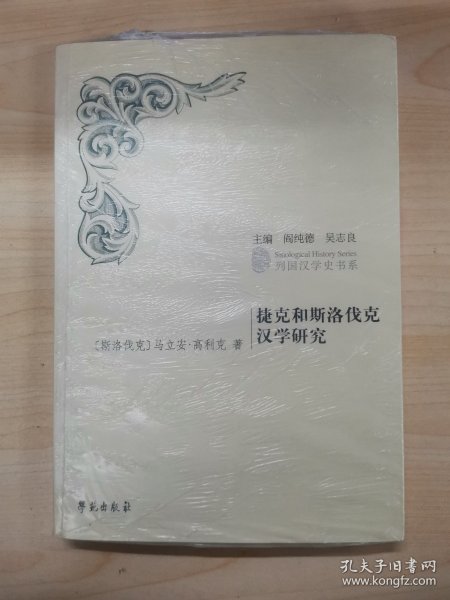 主编 阎纯德 吴志良
Sinological History Series
列国汉学史书系
捷克和斯洛伐克
汉学研究
〔斯洛伐克〕马立安·高利克 著
學苑出版社
孔夫子旧书网
www.kongfz.com